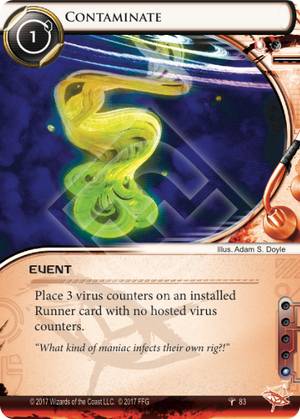 CONTAMINATE
1
Illus. Adam S. Doyle
EVENT
Place 3 virus counters on an installed
Runner card with no hosted virus
counters.
“What kind of maniac infects their own rig?!”
© 2017 Wizards of the Coast LLC. © 2017 FFG
83